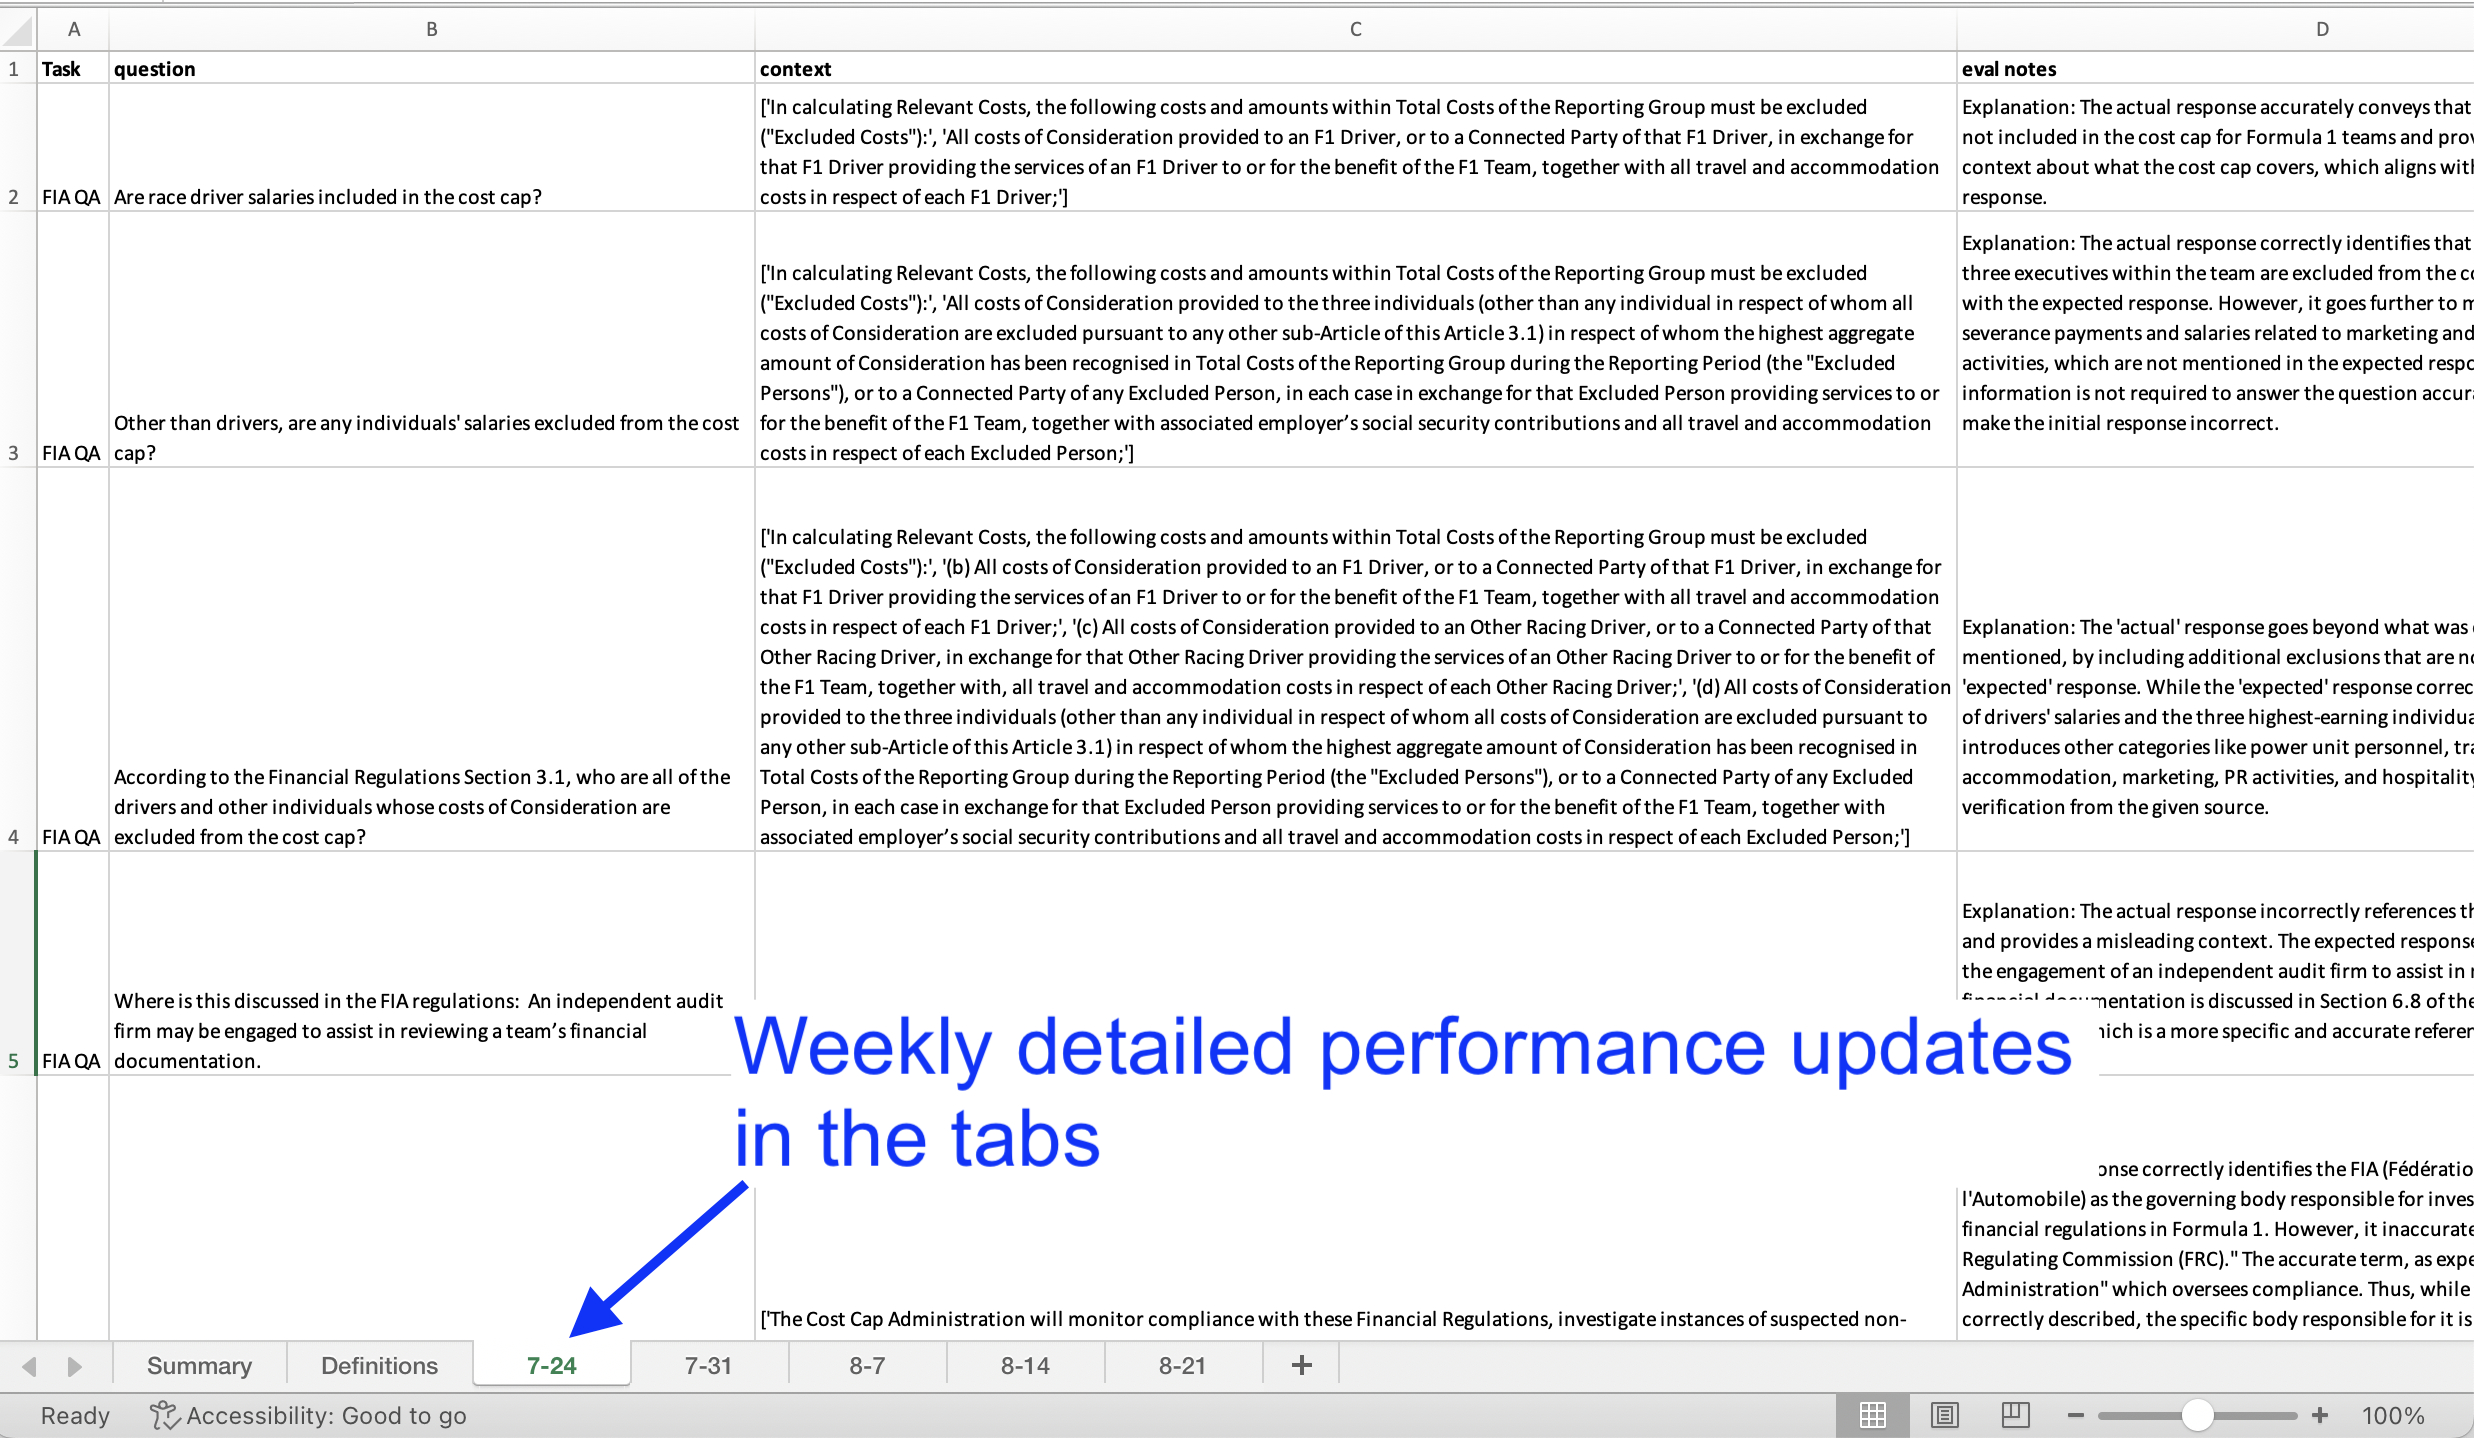 A B C D
1 Task question context eval notes
['In calculating Relevant Costs, the following costs and amounts within Total Costs of the Reporting Group must be excluded
("Excluded Costs"):', 'All costs of Consideration provided to an F1 Driver, or to a Connected Party of that F1 Driver, in exchange for
that F1 Driver providing the services of an F1 Driver to or for the benefit of the F1 Team, together with all travel and accommodation
costs in respect of each F1 Driver;']
Explanation: The actual response accurately conveys that
not included in the cost cap for Formula 1 teams and
context about what the cost cap covers, which aligns
response.
2 FIA QA Are race driver salaries included in the cost cap?
['In calculating Relevant Costs, the following costs and amounts within Total Costs of the Reporting Group must be excluded
("Excluded Costs"):', 'All costs of Consideration provided to the three individuals (other than any individual in respect of whom all
costs of Consideration are excluded pursuant to any other sub-Article of this Article 3.1) in respect of whom the highest aggregate
amount of Consideration has been recognised in Total Costs of the Reporting Group during the Reporting Period (the "Excluded
Persons"), or to a Connected Party of any Excluded Person, in each case in exchange for that Excluded Person providing services to or
for the benefit of the F1 Team, together with associated employer’s social security contributions and all travel and accommodation
costs in respect of each Excluded Person;']
Explanation: The actual response correctly identifies that
three executives within the team are excluded from the
with the expected response. However, it goes further to
severance payments and salaries related to marketing and
activities, which are not mentioned in the expected
information is not required to answer the question
make the initial response incorrect.
Other than drivers, are any individuals' salaries excluded from the cost
3 FIA QA cap?
['In calculating Relevant Costs, the following costs and amounts within Total Costs of the Reporting Group must be excluded
("Excluded Costs"):', '(b) All costs of Consideration provided to an F1 Driver, or to a Connected Party of that F1 Driver, in exchange for
that F1 Driver providing the services of an F1 Driver to or for the benefit of the F1 Team, together with all travel and accommodation
costs in respect of each F1 Driver;', '(c) All costs of Consideration provided to an Other Racing Driver, or to a Connected Party of that
Other Racing Driver, in exchange for that Other Racing Driver providing the services of an Other Racing Driver to or for the benefit of
the F1 Team, together with, all travel and accommodation costs in respect of each Other Racing Driver;', '(d) All costs of Consideration
provided to the three individuals (other than any individual in respect of whom all costs of Consideration are excluded pursuant to
any other sub-Article of this Article 3.1) in respect of whom the highest aggregate amount of Consideration has been recognised in
Total Costs of the Reporting Group during the Reporting Period (the "Excluded Persons"), or to a Connected Party of any Excluded
Person, in each case in exchange for that Excluded Person providing services to or for the benefit of the F1 Team, together with
associated employer’s social security contributions and all travel and accommodation costs in respect of each Excluded Person;']
Explanation: The 'actual' response goes beyond what was
mentioned, by including additional exclusions that are
'expected' response. While the 'expected' response
of drivers' salaries and the three highest-earning
introduces other categories like power unit personnel,
accommodation, marketing, PR activities, and hospitality
verification from the given source.
According to the Financial Regulations Section 3.1, who are all of the
drivers and other individuals whose costs of Consideration are
4 FIA QA excluded from the cost cap?
Explanation: The actual response incorrectly references
and provides a misleading context. The expected response
the engagement of an independent audit firm to assist in
Section 6.8 of the
is a more specific and accurate
Where is this discussed in the FIA regulations: An independent audit
firm may be engaged to assist in reviewing a team’s financial
5 FIA QA documentation.
Weekly detailed performance updates
in the tabs
correctly identifies the FIA
l'Automobile) as the governing body responsible for
financial regulations in Formula 1. However, it
Regulating Commission (FRC)." The accurate term, as
Administration" which oversees compliance. Thus, while
correctly described, the specific body responsible for it is
['The Cost Cap Administration will monitor compliance with these Financial Regulations, investigate instances of suspected non-
Summary Definitions 7-24 7-31 8-7 8-14 8-21 +
Ready Accessibility: Good to go − + 100%